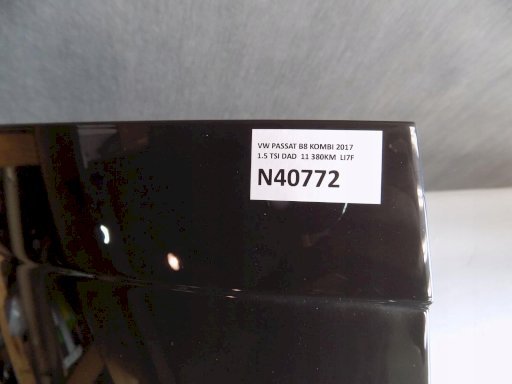 VW PASSAT B8 KOMBI 2017
1.5 TSI DAD 11 380KM LI7F
N40772